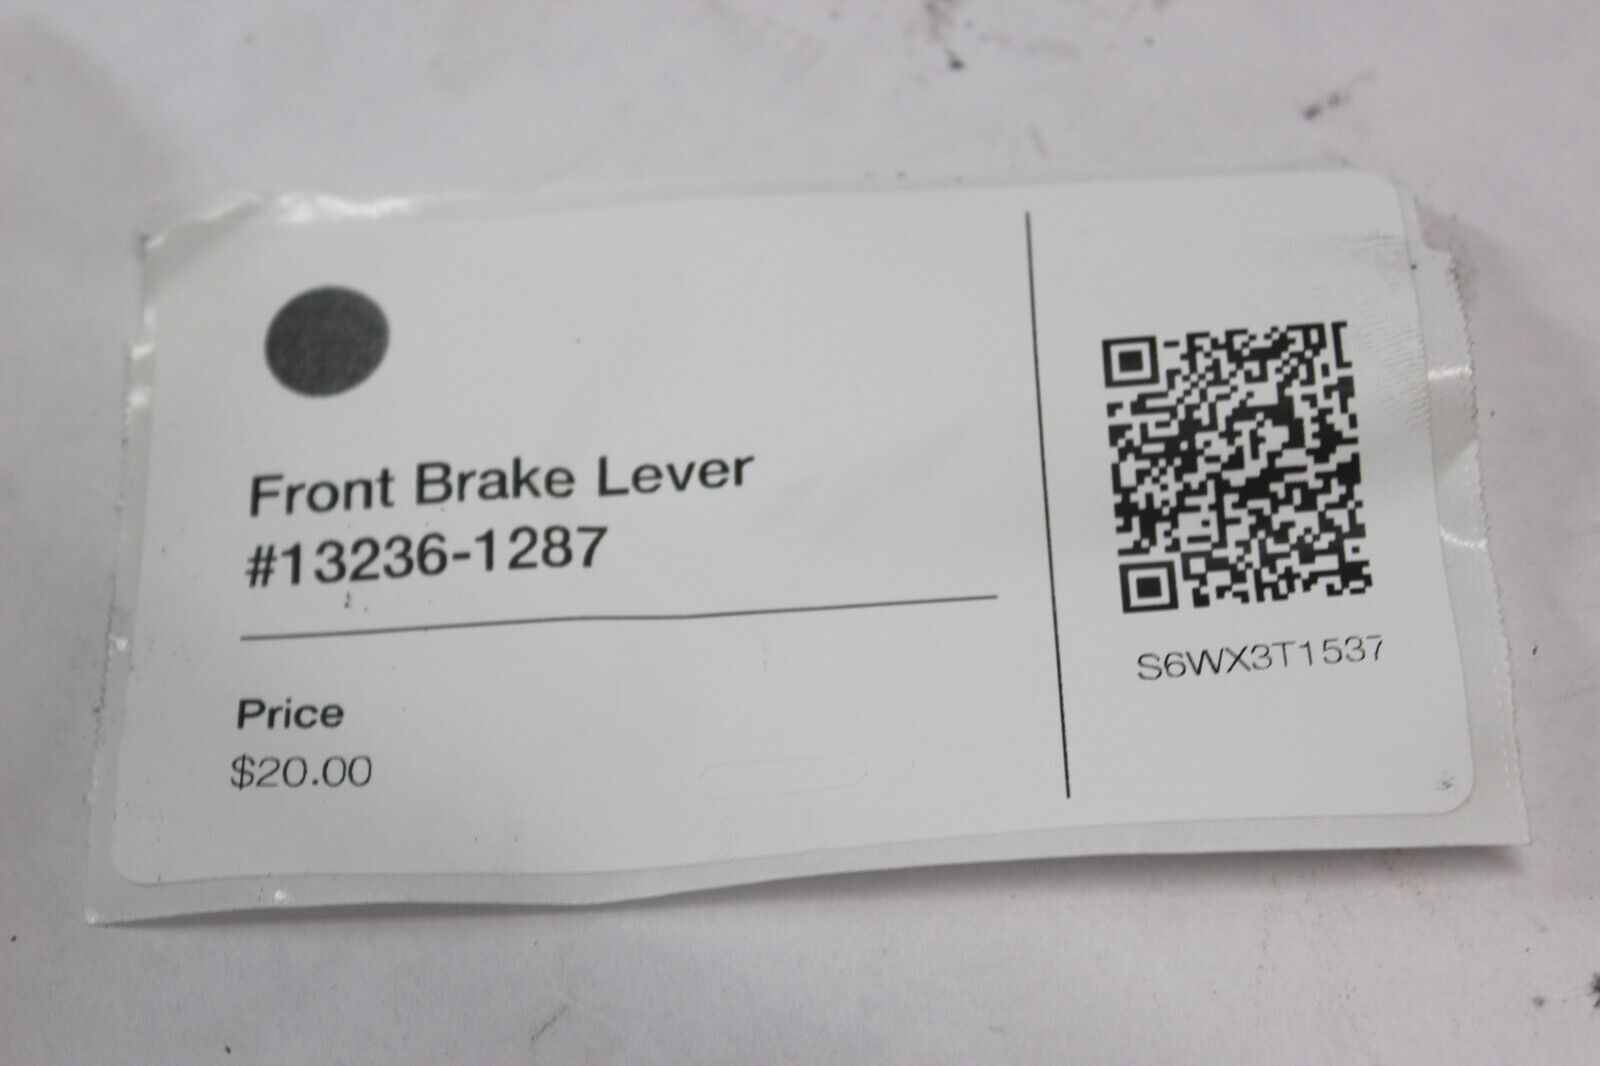 Front Brake Lever
#13236-1287
Price
$20.00
S6WX3T1537